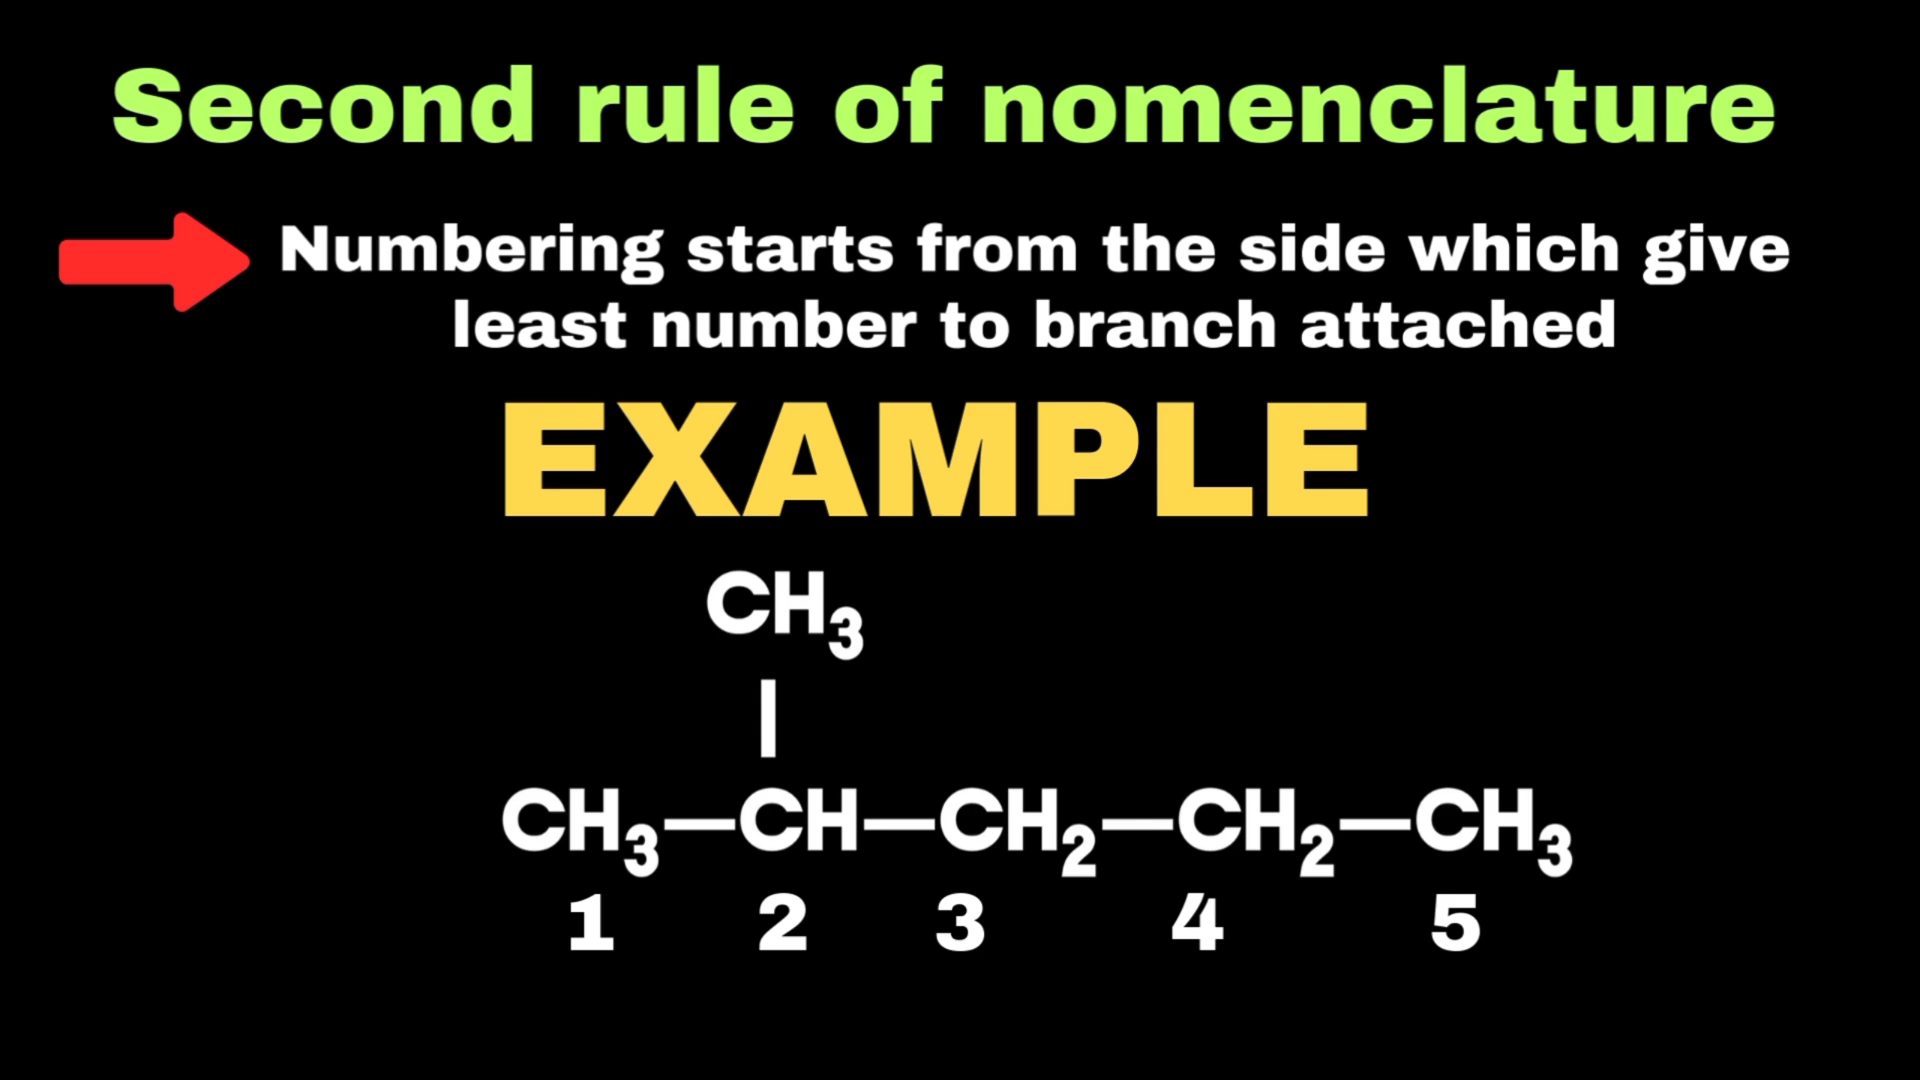 Second rule of nomenclature
Numbering starts from the side which give
least number to branch attached
EXAMPLE
CH₃
|
CH₃—CH—CH₂—CH₂—CH₃
1 2 3 4 5